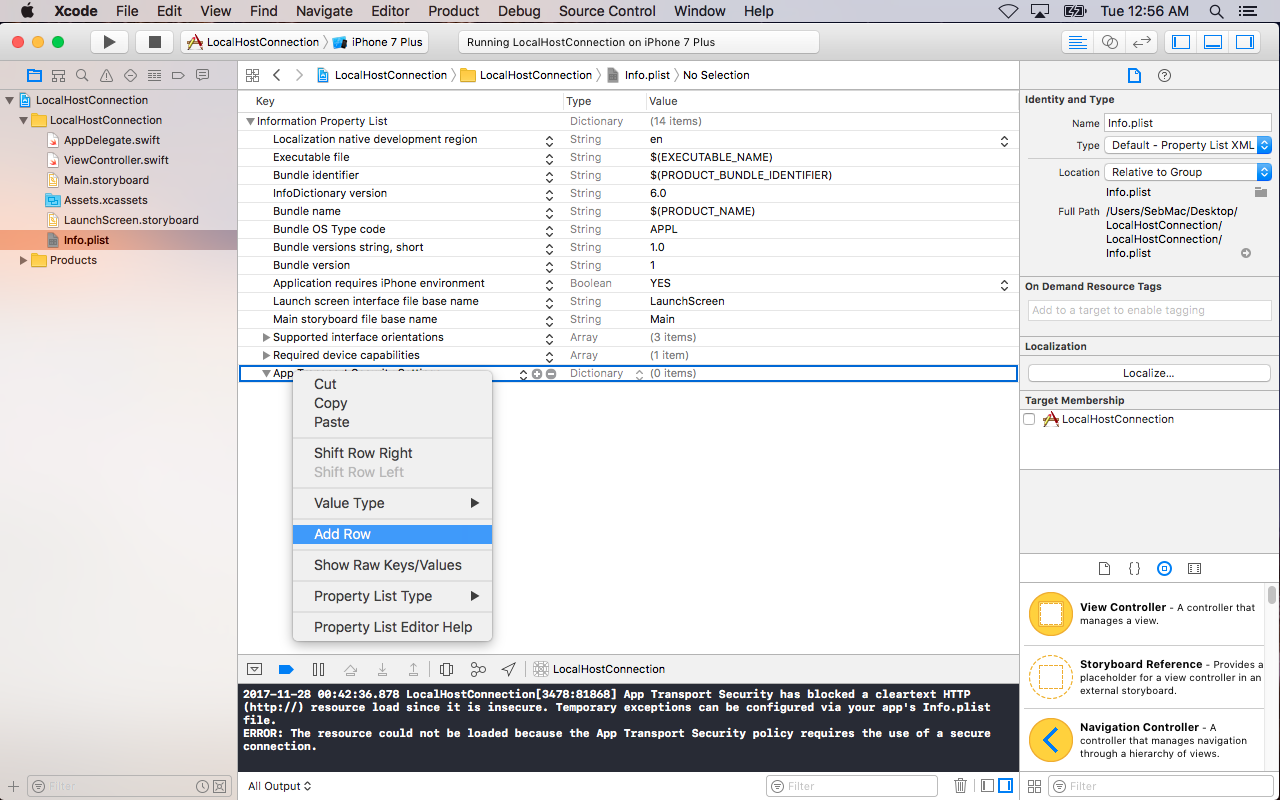 Xcode File Edit View Find Navigate Editor Product Debug Source Control Window Help Tue 12:56 AM
LocalHostConnection iPhone 7 Plus Running LocalHostConnection on iPhone 7 Plus
LocalHostConnection
LocalHostConnection
AppDelegate.swift
ViewController.swift
Main.storyboard
Assets.xcassets
LaunchScreen.storyboard
Info.plist
Products
Filter
LocalHostConnection LocalHostConnection Info.plist No Selection
Key Type Value
Information Property List Dictionary (14 items)
Localization native development region String en
Executable file String $(EXECUTABLE_NAME)
Bundle identifier String $(PRODUCT_BUNDLE_IDENTIFIER)
InfoDictionary version String 6.0
Bundle name String $(PRODUCT_NAME)
Bundle OS Type code String APPL
Bundle versions string, short String 1.0
Bundle version String 1
Application requires iPhone environment Boolean YES
Launch screen interface file base name String LaunchScreen
Main storyboard file base name String Main
Supported interface orientations Array (3 items)
Required device capabilities Array (1 item)
App Dictionary (0 items)
Cut
Copy
Paste
Shift Row Right
Shift Row Left
Value Type
Add Row
Show Raw Keys/Values
Property List Type
Property List Editor Help
LocalHostConnection
2017-11-28 00:42:36.878 LocalHostConnection[3478:81868] App Transport Security has blocked a cleartext HTTP
(http://) resource load since it is insecure. Temporary exceptions can be configured via your app's Info.plist
file.
ERROR: The resource could not be loaded because the App Transport Security policy requires the use of a secure
connection.
All Output Filter
Identity and Type
Name Info.plist
Type Default - Property List XML
Location Relative to Group
Info.plist
Full Path /Users/SebMac/Desktop/
LocalHostConnection/
LocalHostConnection/
Info.plist
On Demand Resource Tags
Add to a target to enable tagging
Localization
Localize...
Target Membership
LocalHostConnection
View Controller - A controller that
manages a view.
Storyboard Reference - Provides a
placeholder for a view controller in an
external storyboard.
Navigation Controller - A
controller that manages navigation
through a hierarchy of views.
Filter